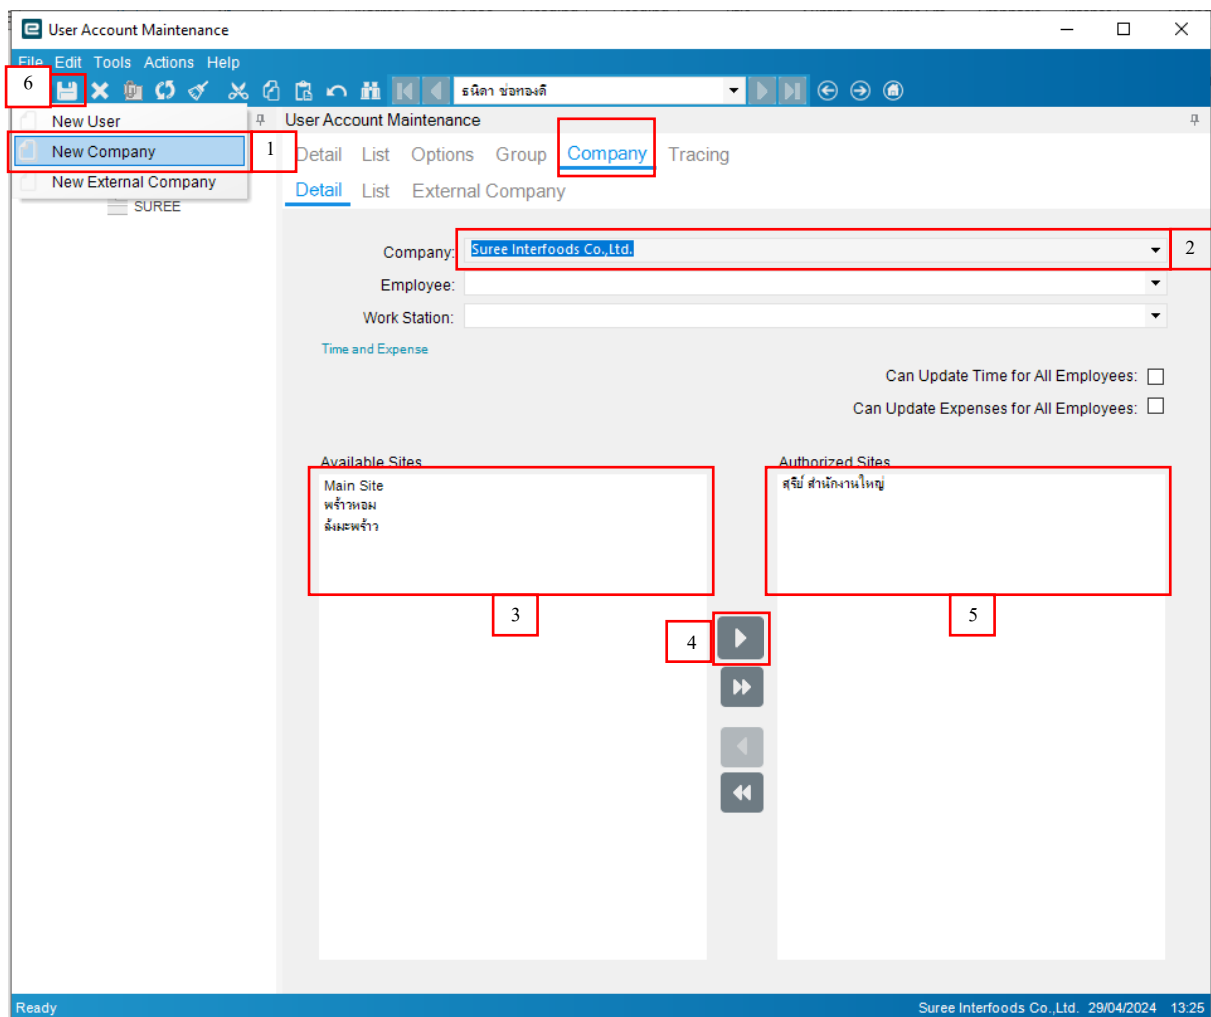 User Account Maintenance
File Edit Tools Actions Help
6
ธนิดา ช่อทองดี
New User
User Account Maintenance
New Company
1
Detail List Options Group Company Tracing
New External Company
Detail List External Company
SUREE
Company: Suree Interfoods Co.,Ltd.
2
Employee:
Work Station:
Time and Expense
Can Update Time for All Employees:
Can Update Expenses for All Employees:
Available Sites
Authorized Sites
Main Site
สุรีย์ สำนักงานใหญ่
พร้าวหอม
ล้งมะพร้าว
3
5
4
Ready
Suree Interfoods Co.,Ltd. 29/04/2024 13:25